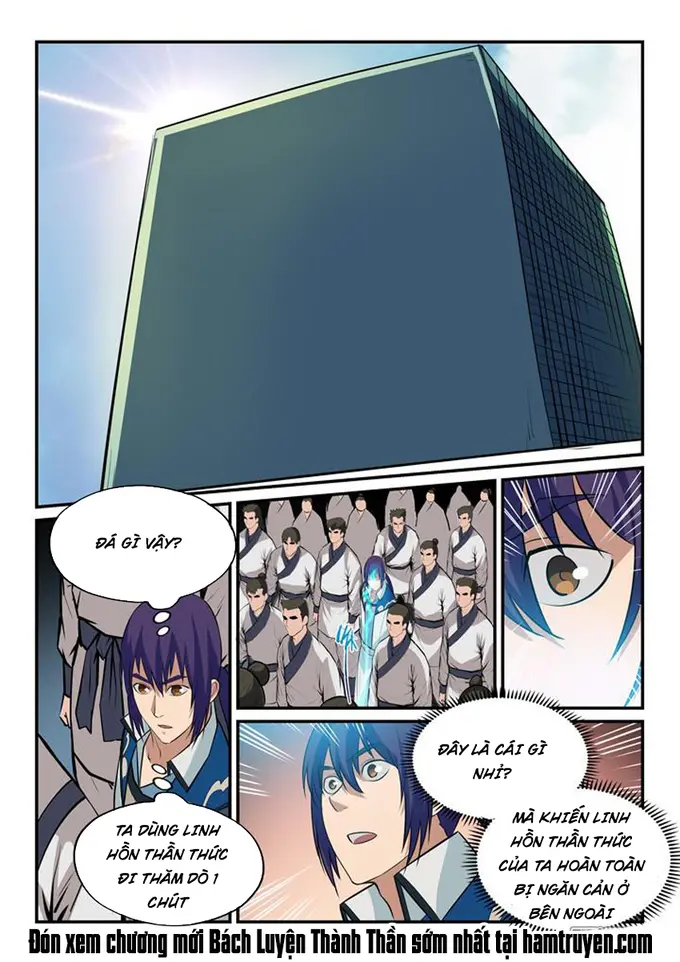 ĐÁ GÌ VẬY?
TA DÙNG LINH
HỒN THẦN THỨC
ĐI THĂM DÒ 1
CHÚT
ĐÂY LÀ CÁI GÌ
NHỈ?
MÀ KHIẾN LINH
HỒN THẦN THỨC
CỦA TA HOÀN TOÀN
BỊ NGĂN CẢN Ở
BÊN NGOÀI
Đón xem chương mới Bách Luyện Thành Thần sớm nhất tại hamtruyen.com